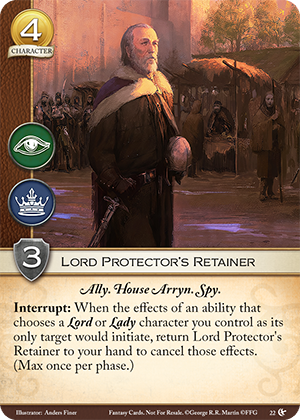 4
CHARACTER
3
LORD PROTECTOR'S RETAINER
Ally. House Arryn. Spy.
Interrupt: When the effects of an ability that
chooses a Lord or Lady character you control as its
only target would initiate, return Lord Protector's
Retainer to your hand to cancel those effects.
(Max once per phase.)
Illustrator: Anders Finer Fantasy Cards. Not For Resale. ©George R.R. Martin ©FFG 22